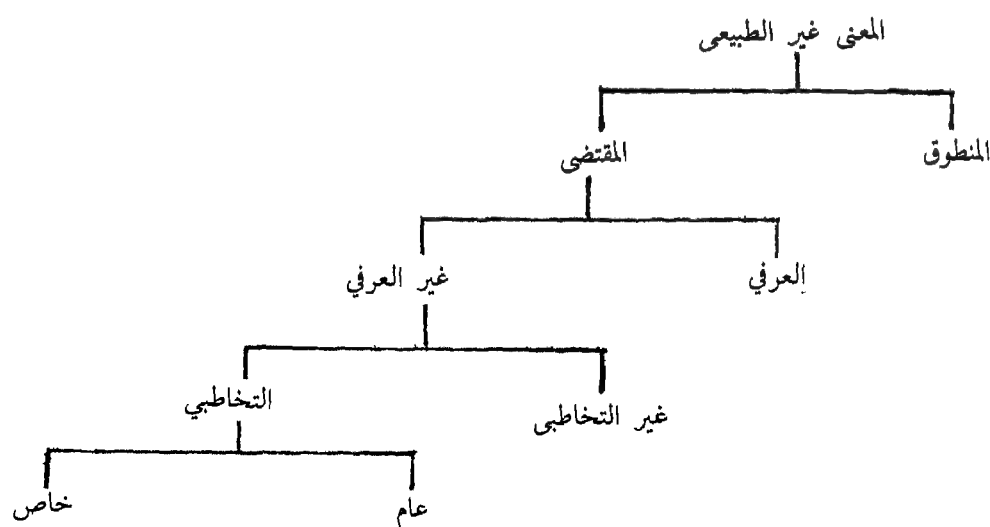 المعنى غير الطبيعى
المنطوق
المقتضى
العرفي
غير العرفي
غير التخاطبى
التخاطبي
عام
خاص